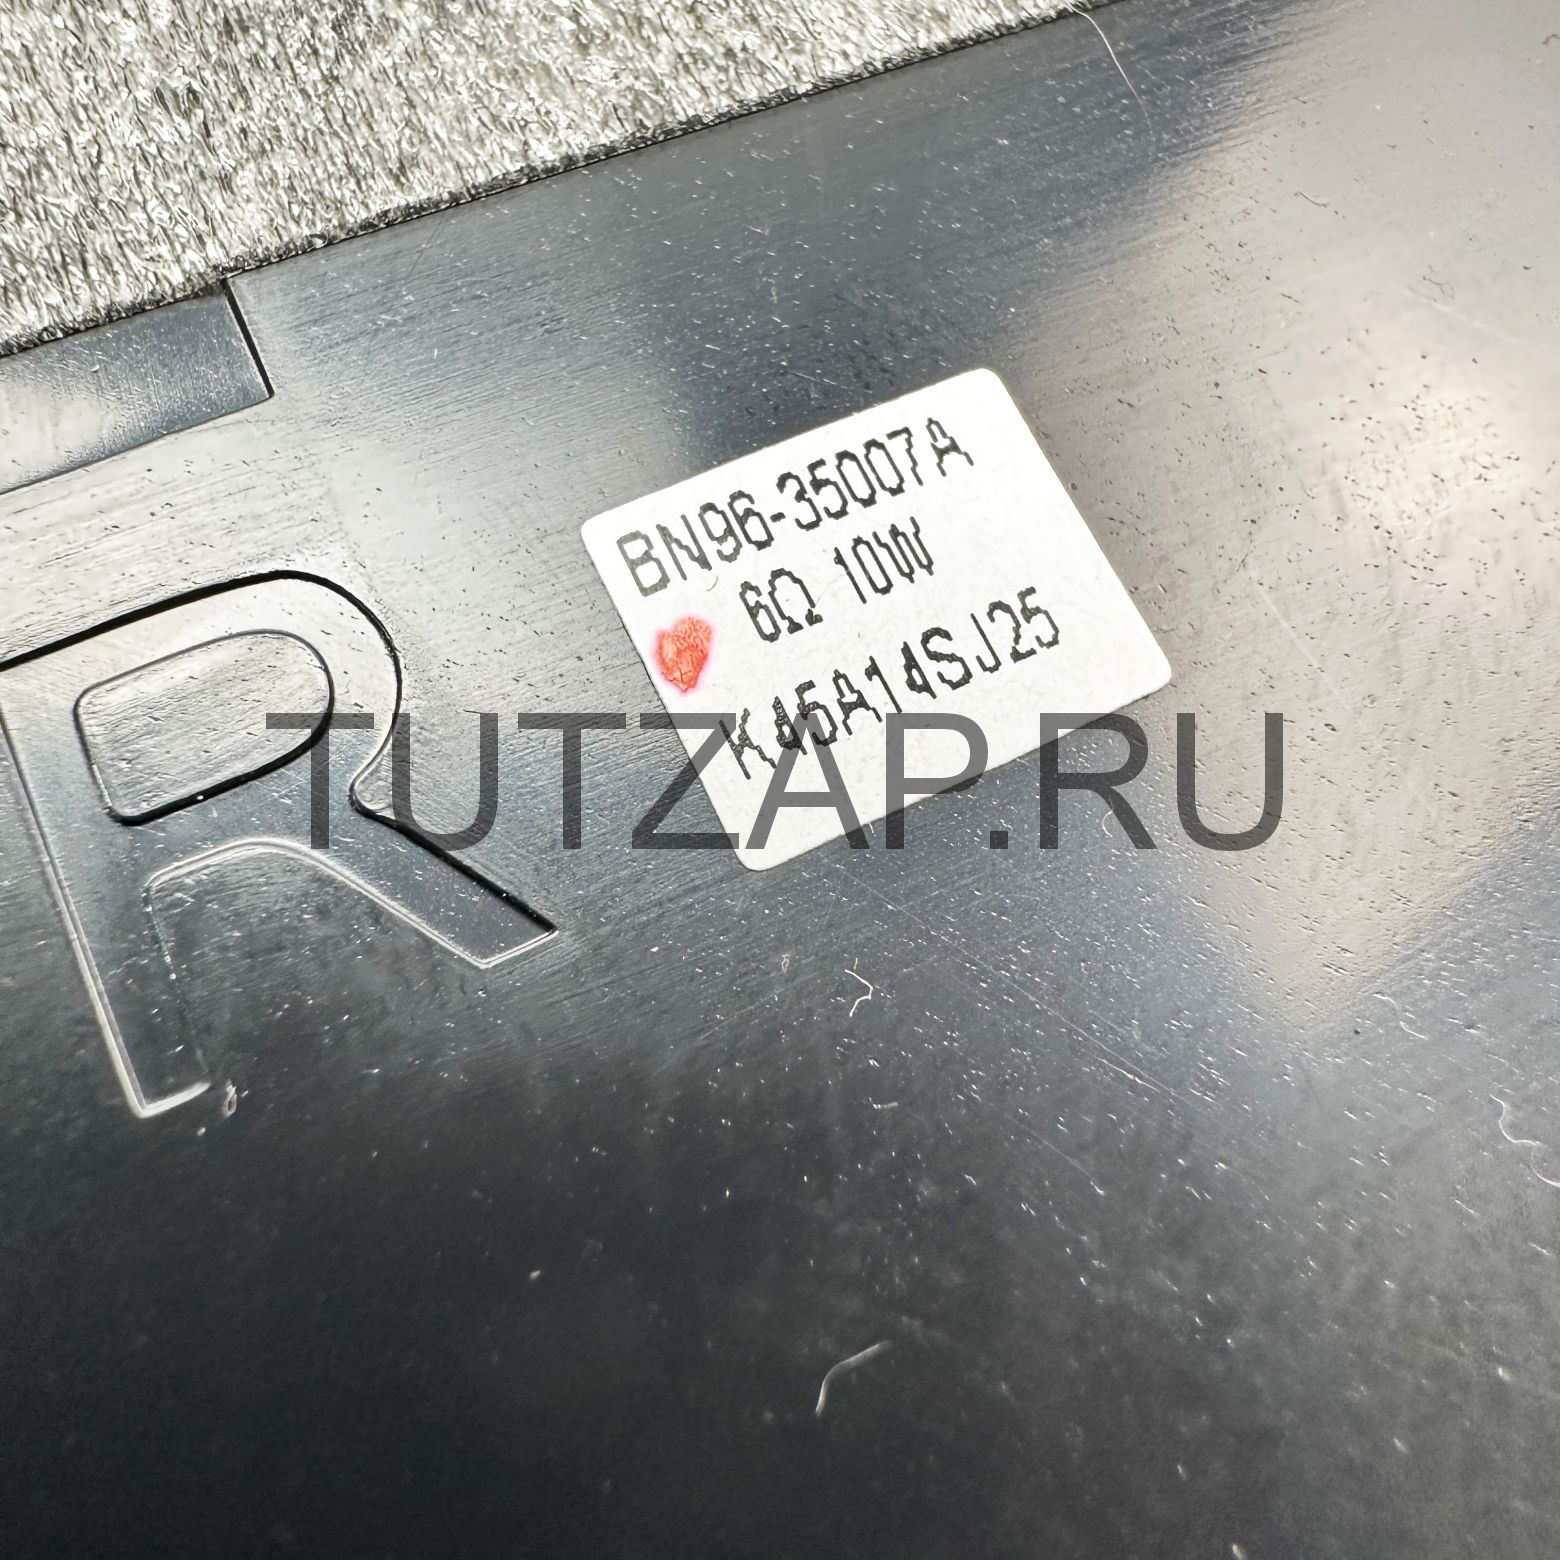 BN96-35007A
6Ω 10W
K45A14SJ25
R
TUTZAP.RU